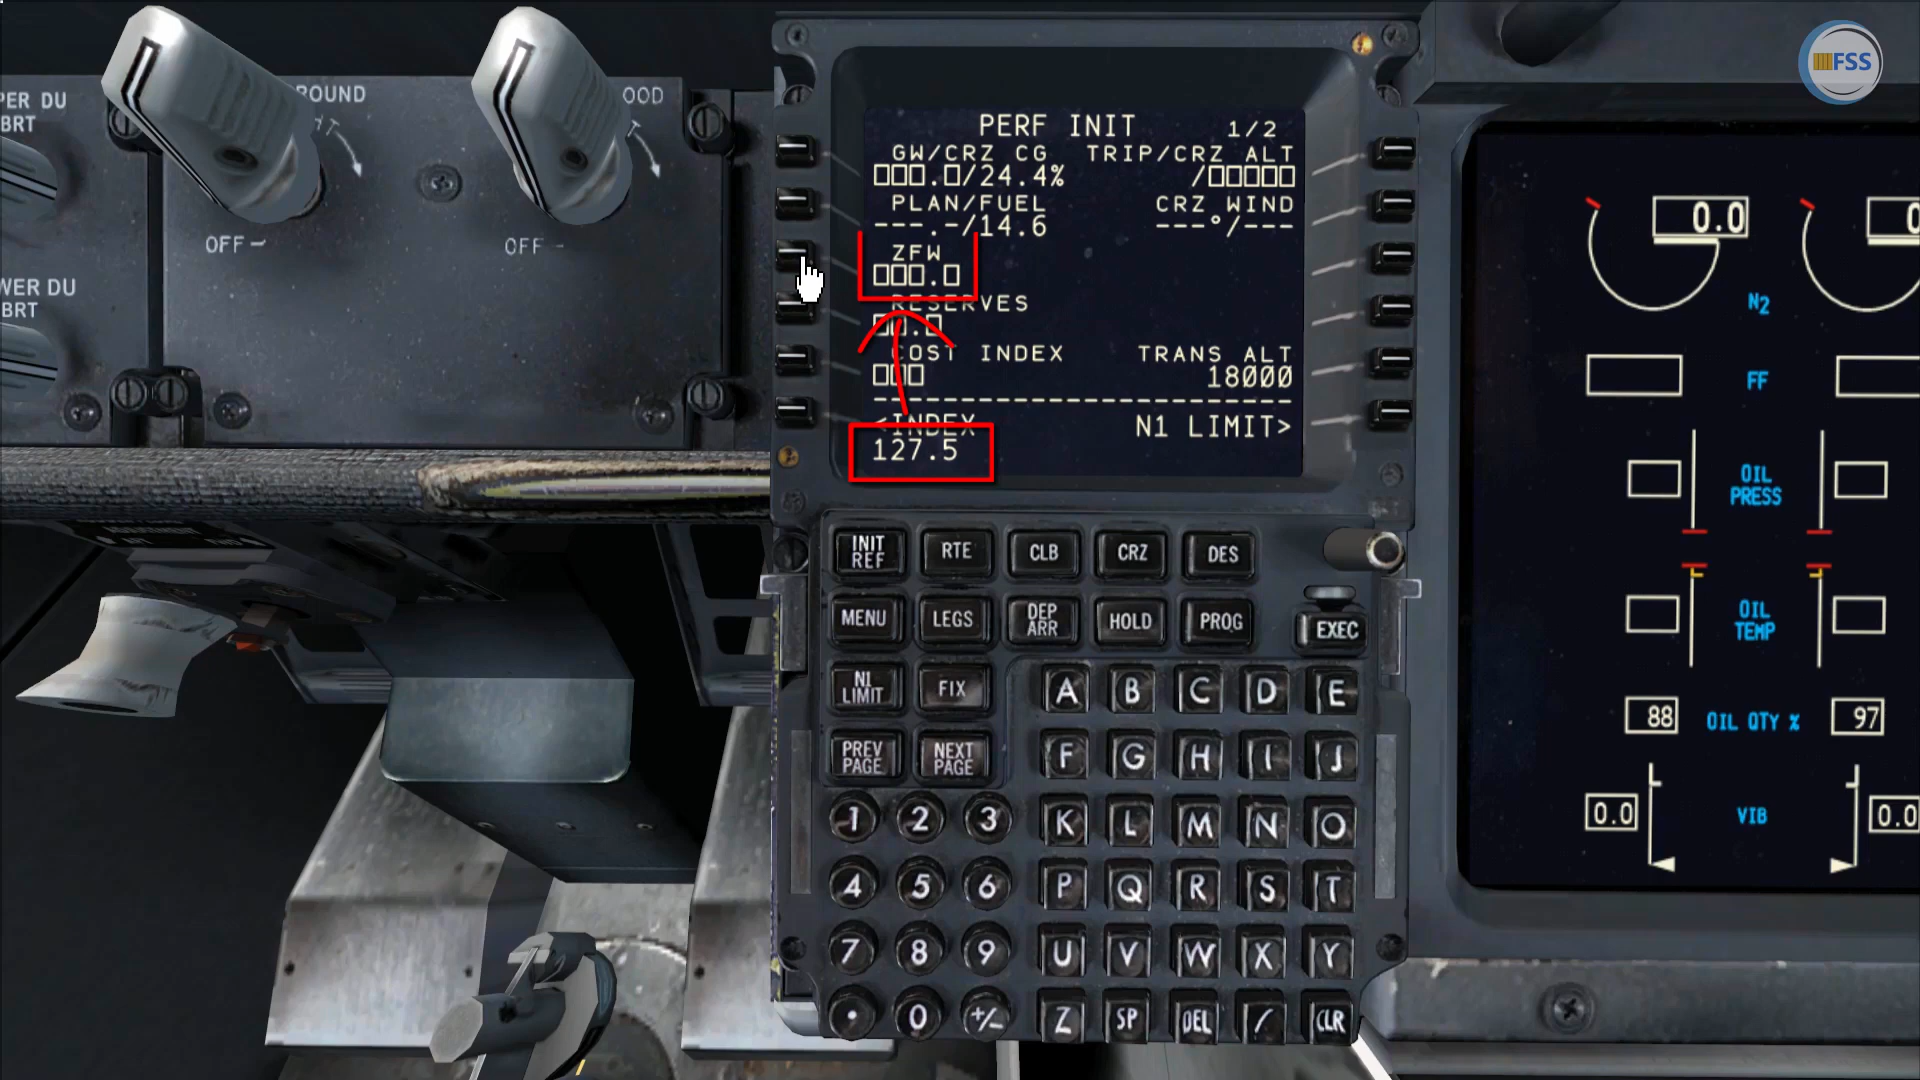 PER DU
BRT
ROUND
OOD
OFF
OFF
WER DU
BRT
PERF INIT 1/2
GW/CRZ CG TRIP/CRZ ALT
□□□.□/24.4% /□□□□□
PLAN/FUEL CRZ WIND
---.-/14.6 ---°/---
ZFW
□□□.□
RESERVES
□□.□
COST INDEX TRANS ALT
□□□ 18000
<INDEX N1 LIMIT>
127.5
INIT REF RTE CLB CRZ DES
MENU LEGS DEP ARR HOLD PROG EXEC
N1 LIMIT FIX
PREV PAGE NEXT PAGE
A B C D E
F G H I J
1 2 3 K L M N O
4 5 6 P Q R S T
7 8 9 U V W X Y
. 0 +/- Z SP DEL / CLR
FSS
0.0 0
N2
FF
OIL
PRESS
OIL
TEMP
88 OIL QTY % 97
0.0 VIB 0.0